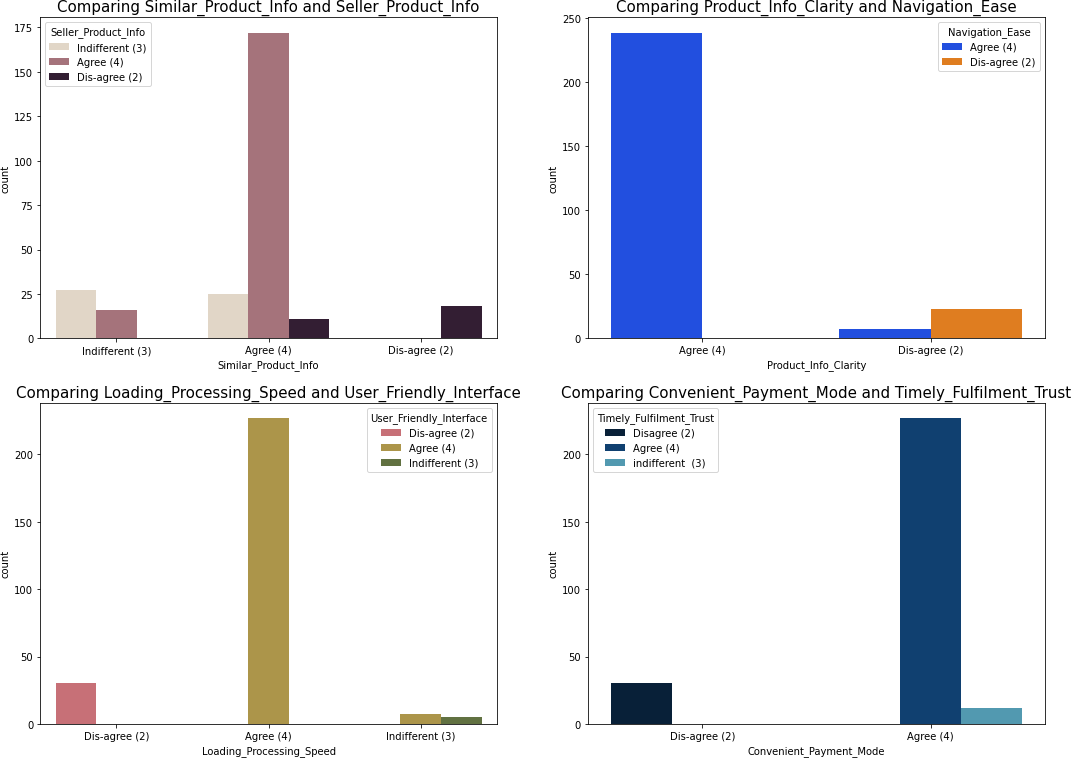 Comparing Similar_Product_Info and Seller_Product_Info
Seller_Product_Info
Indifferent (3)
Agree (4)
Dis-agree (2)
175
150
125
100
75
50
25
0
count
Indifferent (3)
Agree (4)
Dis-agree (2)
Similar_Product_Info
Comparing Product_Info_Clarity and Navigation_Ease
Navigation_Ease
Agree (4)
Dis-agree (2)
250
200
150
100
50
0
count
Agree (4)
Dis-agree (2)
Product_Info_Clarity
Comparing Loading_Processing_Speed and User_Friendly_Interface
User_Friendly_Interface
Dis-agree (2)
Agree (4)
Indifferent (3)
200
150
100
50
0
count
Dis-agree (2)
Agree (4)
Indifferent (3)
Loading_Processing_Speed
Comparing Convenient_Payment_Mode and Timely_Fulfilment_Trust
Timely_Fulfilment_Trust
Disagree (2)
Agree (4)
indifferent  (3)
200
150
100
50
0
count
Dis-agree (2)
Agree (4)
Convenient_Payment_Mode